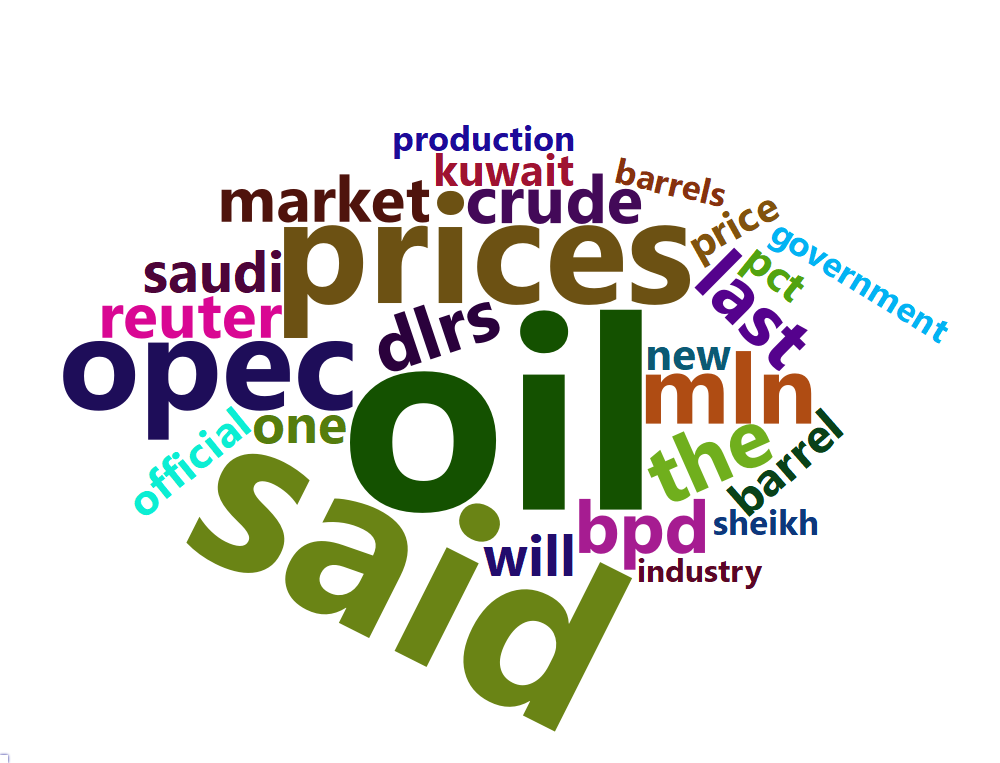 production
kuwait
barrels
market
crude
price
prices
government
saudi
pct
last
reuter
dlrs
opec
oil
new
mln
one
the
official
barrel
said
bpd
sheikh
will
industry